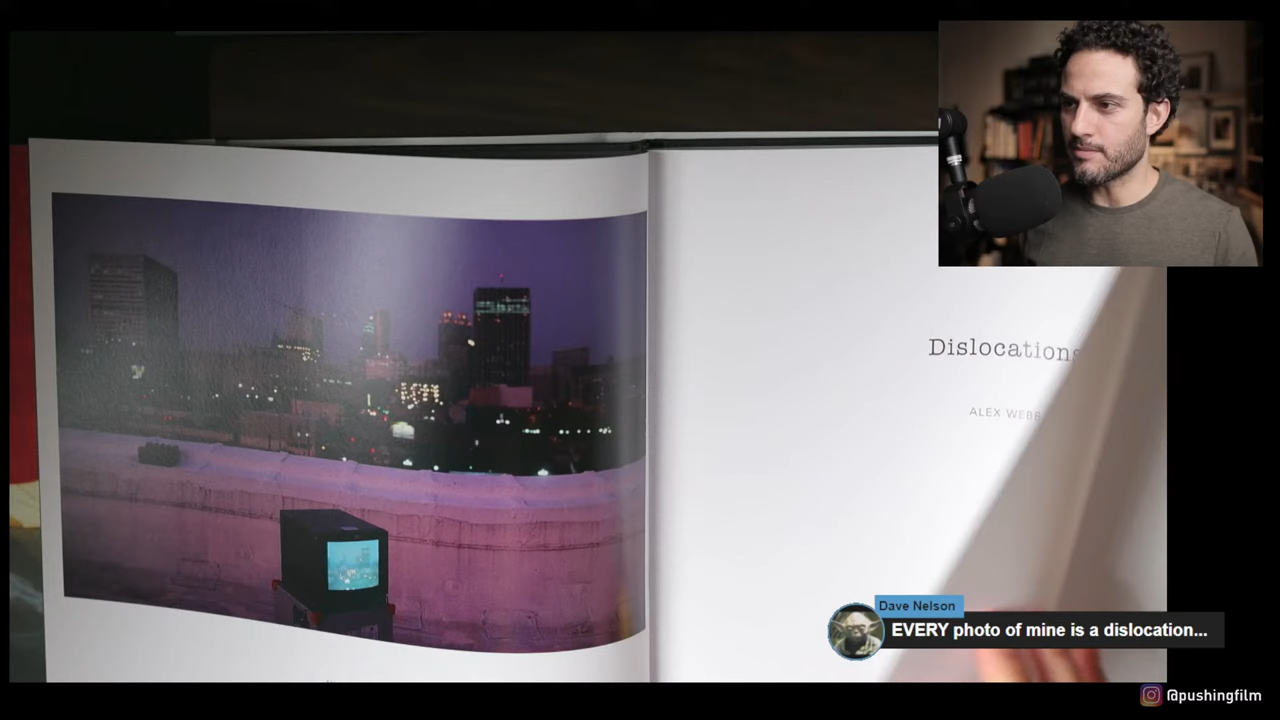 Dislocations
ALEX WEBB
Dave Nelson
EVERY photo of mine is a dislocation...
@pushingfilm